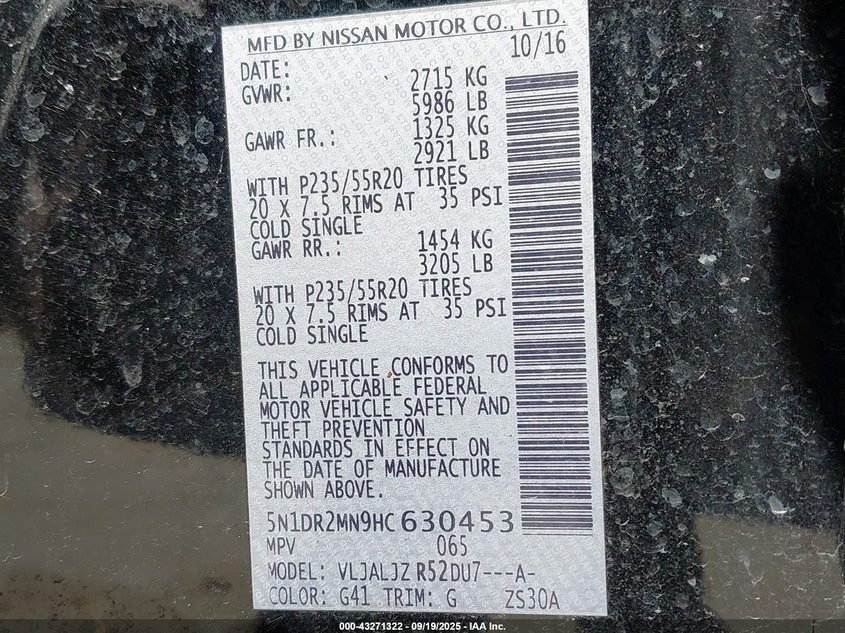 MFD BY NISSAN MOTOR CO., LTD.
DATE: 10/16
GVWR: 2715 KG
5986 LB
GAWR FR.: 1325 KG
2921 LB
WITH P235/55R20 TIRES
20 X 7.5 RIMS AT 35 PSI
COLD SINGLE
GAWR RR.: 1454 KG
3205 LB
WITH P235/55R20 TIRES
20 X 7.5 RIMS AT 35 PSI
COLD SINGLE
THIS VEHICLE CONFORMS TO
ALL APPLICABLE FEDERAL
MOTOR VEHICLE SAFETY AND
THEFT PREVENTION
STANDARDS IN EFFECT ON
THE DATE OF MANUFACTURE
SHOWN ABOVE.
5N1DR2MN9HC 630453
MPV 065
MODEL: VLJALJZ R52DU7---A-
COLOR: G41 TRIM: G ZS30A
000-43271322 - 09/19/2025 - IAA Inc.